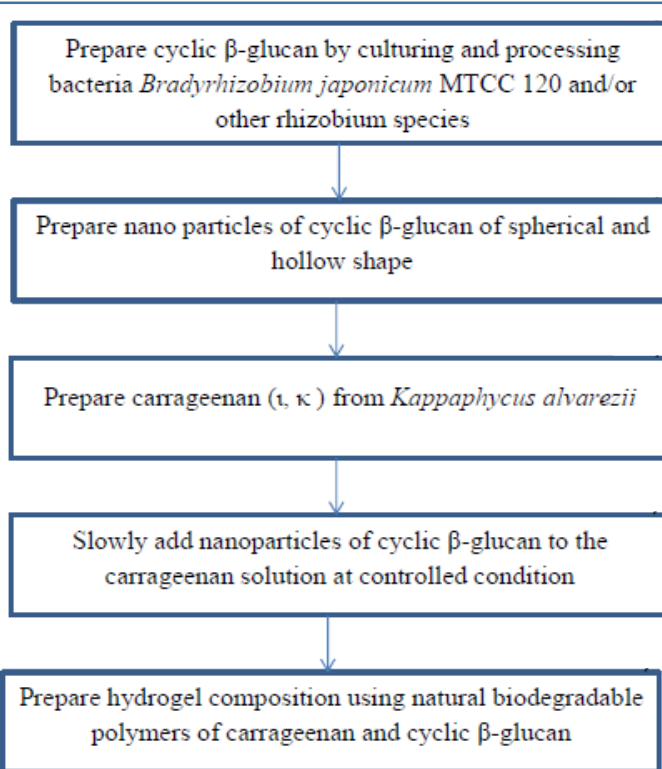 Prepare cyclic β-glucan by culturing and processing
bacteria Bradyrhizobium japonicum MTCC 120 and/or
other rhizobium species
Prepare nano particles of cyclic β-glucan of spherical and
hollow shape
Prepare carrageenan (ι, κ ) from Kappaphycus alvarezii
Slowly add nanoparticles of cyclic β-glucan to the
carrageenan solution at controlled condition
Prepare hydrogel composition using natural biodegradable
polymers of carrageenan and cyclic β-glucan